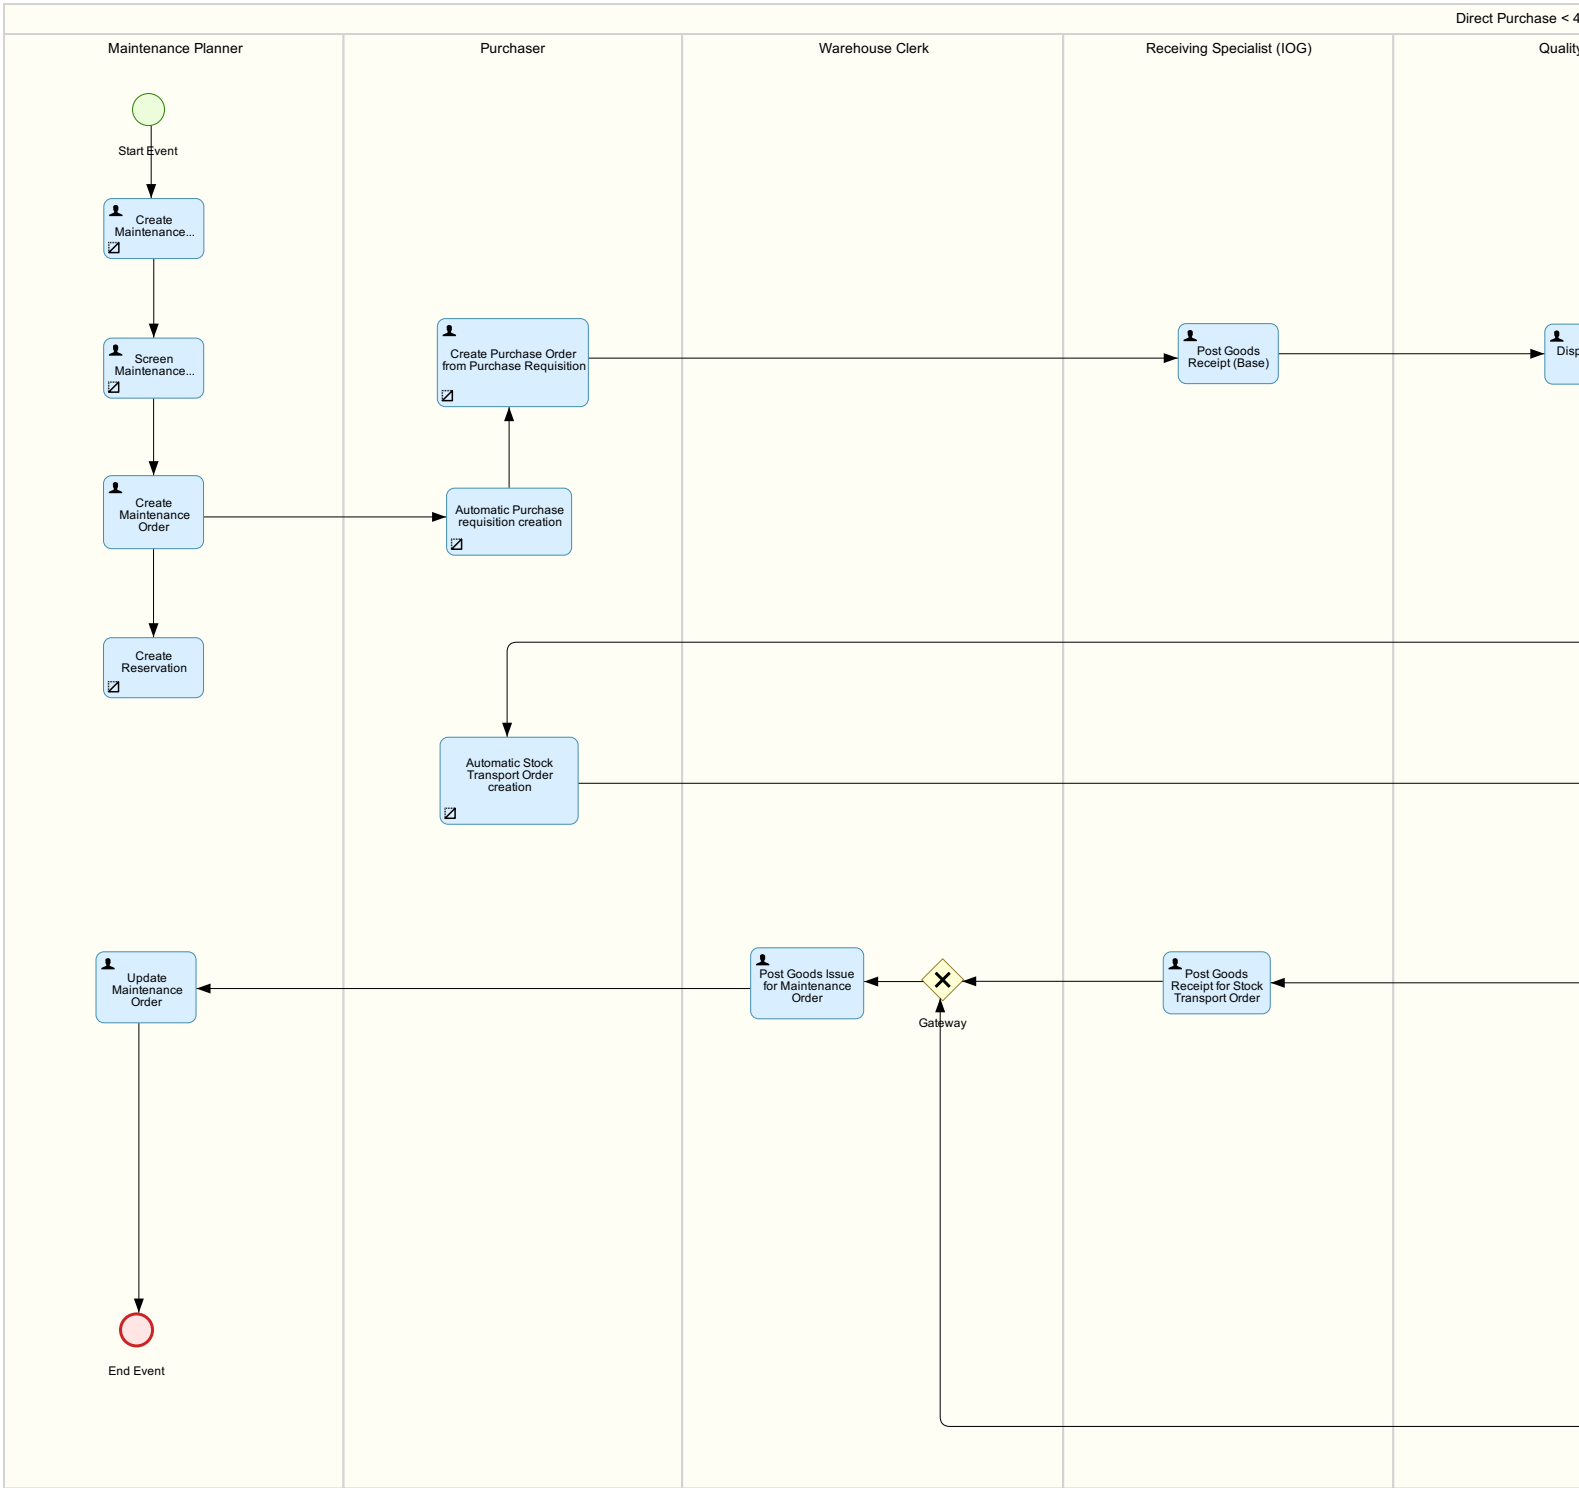 Direct Purchase < 4
Maintenance Planner
Purchaser
Warehouse Clerk
Receiving Specialist (IOG)
Quality
Start Event
Create
Maintenance...
Screen
Maintenance...
Create Purchase Order
from Purchase Requisition
Post Goods
Receipt (Base)
Disp
Create
Maintenance
Order
Automatic Purchase
requisition creation
Create
Reservation
Automatic Stock
Transport Order
creation
Update
Maintenance
Order
Post Goods Issue
for Maintenance
Order
Gateway
Post Goods
Receipt for Stock
Transport Order
End Event